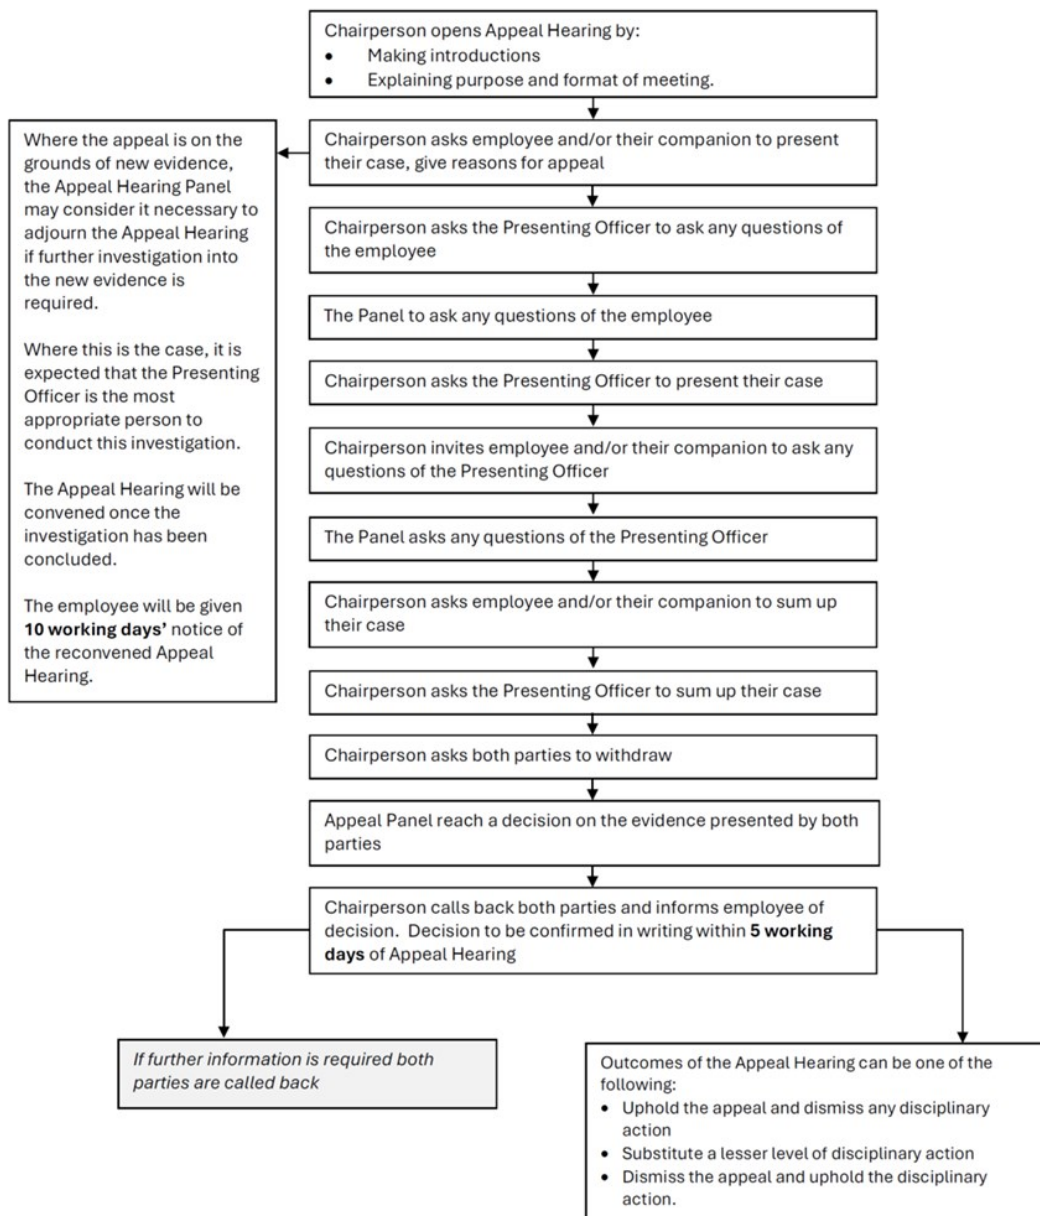 Chairperson opens Appeal Hearing by:
• Making introductions
• Explaining purpose and format of meeting.
Where the appeal is on the
grounds of new evidence,
the Appeal Hearing Panel
may consider it necessary to
adjourn the Appeal Hearing
if further investigation into
the new evidence is
required.
Where this is the case, it is
expected that the Presenting
Officer is the most
appropriate person to
conduct this investigation.
The Appeal Hearing will be
convened once the
investigation has been
concluded.
The employee will be given
10 working days’ notice of
the reconvened Appeal
Hearing.
Chairperson asks employee and/or their companion to present
their case, give reasons for appeal
Chairperson asks the Presenting Officer to ask any questions of
the employee
The Panel to ask any questions of the employee
Chairperson asks the Presenting Officer to present their case
Chairperson invites employee and/or their companion to ask any
questions of the Presenting Officer
The Panel asks any questions of the Presenting Officer
Chairperson asks employee and/or their companion to sum up
their case
Chairperson asks the Presenting Officer to sum up their case
Chairperson asks both parties to withdraw
Appeal Panel reach a decision on the evidence presented by both
parties
Chairperson calls back both parties and informs employee of
decision. Decision to be confirmed in writing within 5 working
days of Appeal Hearing
If further information is required both
parties are called back
Outcomes of the Appeal Hearing can be one of the
following:
• Uphold the appeal and dismiss any disciplinary
action
• Substitute a lesser level of disciplinary action
• Dismiss the appeal and uphold the disciplinary
action.